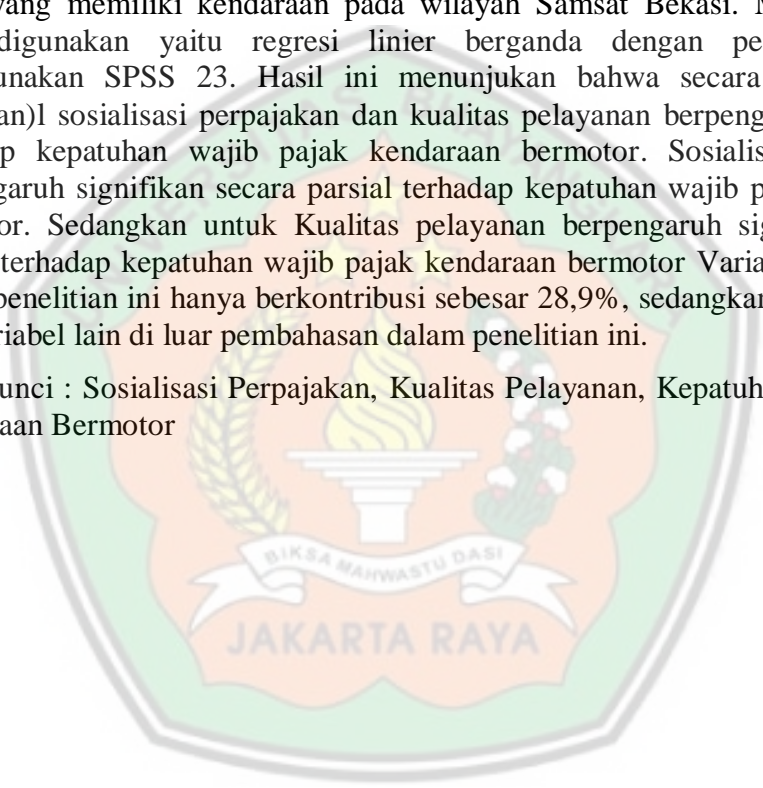 yang memiliki kendaraan pada wilayah Samsat Bekasi.
digunakan yaitu regresi linier berganda dengan pe
unakan SPSS 23. Hasil ini menunjukan bahwa secara
an)l sosialisasi perpajakan dan kualitas pelayanan berpeng
p kepatuhan wajib pajak kendaraan bermotor. Sosialis
garuh signifikan secara parsial terhadap kepatuhan wajib p
or. Sedangkan untuk Kualitas pelayanan berpengaruh sig
terhadap kepatuhan wajib pajak kendaraan bermotor Varia
penelitian ini hanya berkontribusi sebesar 28,9%, sedangkan
riabel lain di luar pembahasan dalam penelitian ini.
unci : Sosialisasi Perpajakan, Kualitas Pelayanan, Kepatuh
aan Bermotor
UNIVERSITAS BHAYANGKARA
BIKSA MAHWASTU DASI
JAKARTA RAYA